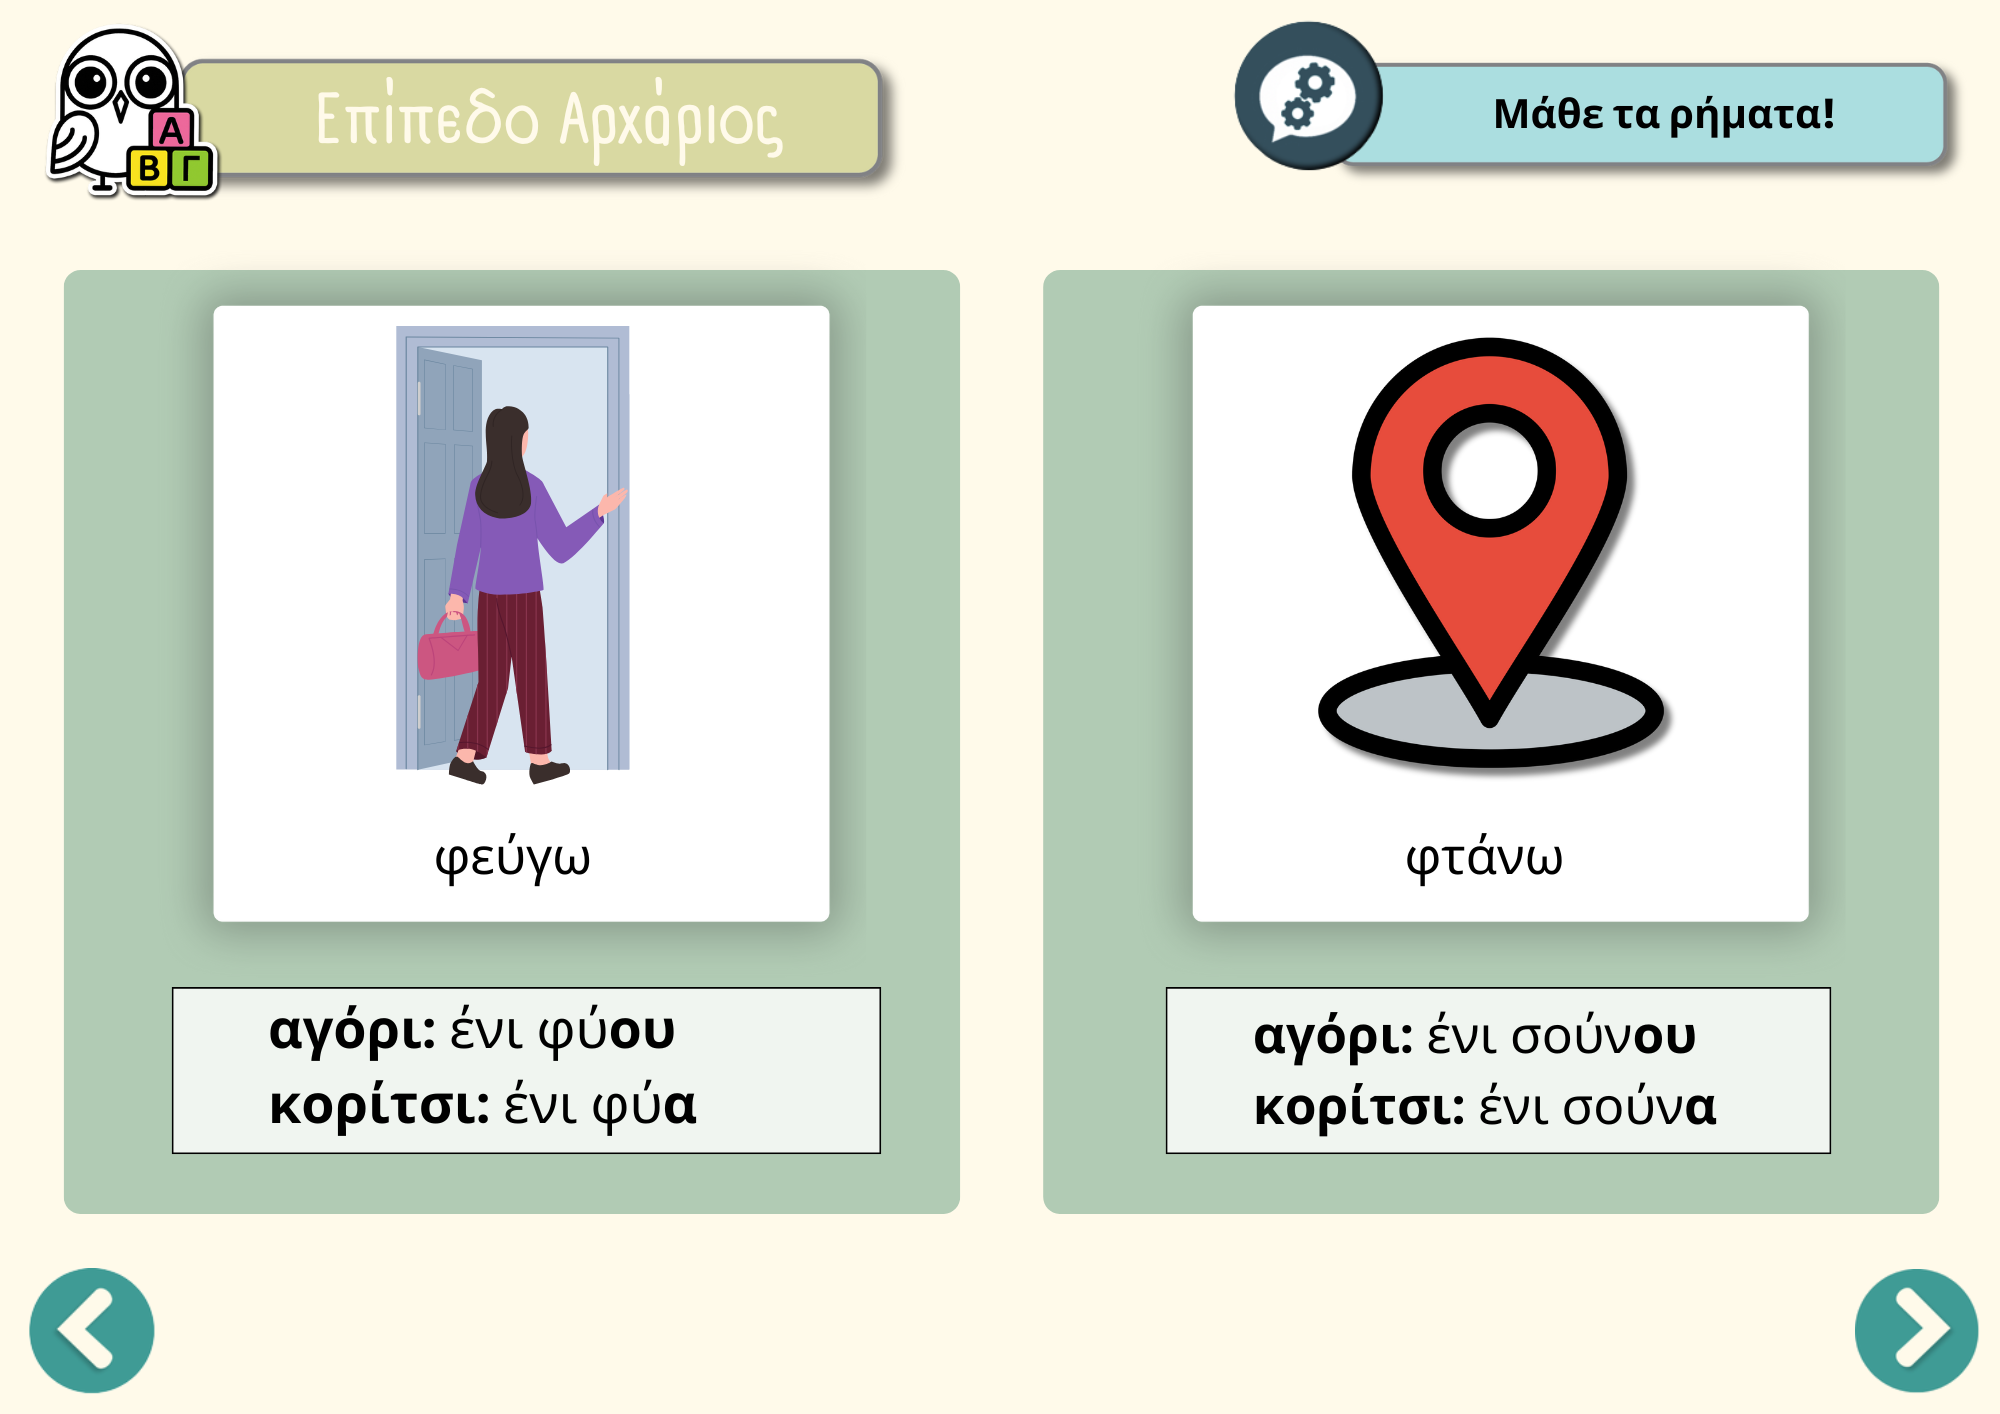 Επίπεδο Αρχάριος
Α
Β Γ
Μάθε τα ρήματα!
φεύγω
αγόρι: ένι φύου
κορίτσι: ένι φύα
φτάνω
αγόρι: ένι σούνου
κορίτσι: ένι σούνα